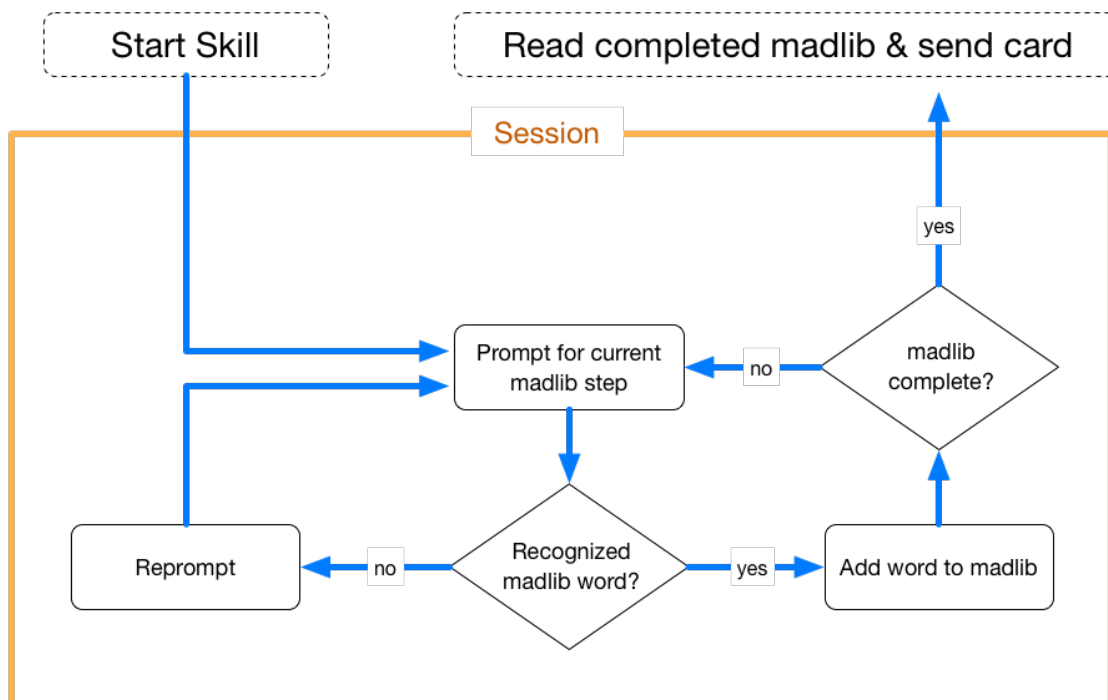 Start Skill
Read completed madlib & send card
Session
yes
Prompt for current
madlib step
no
madlib
complete?
Reprompt
no
Recognized
madlib word?
yes
Add word to madlib